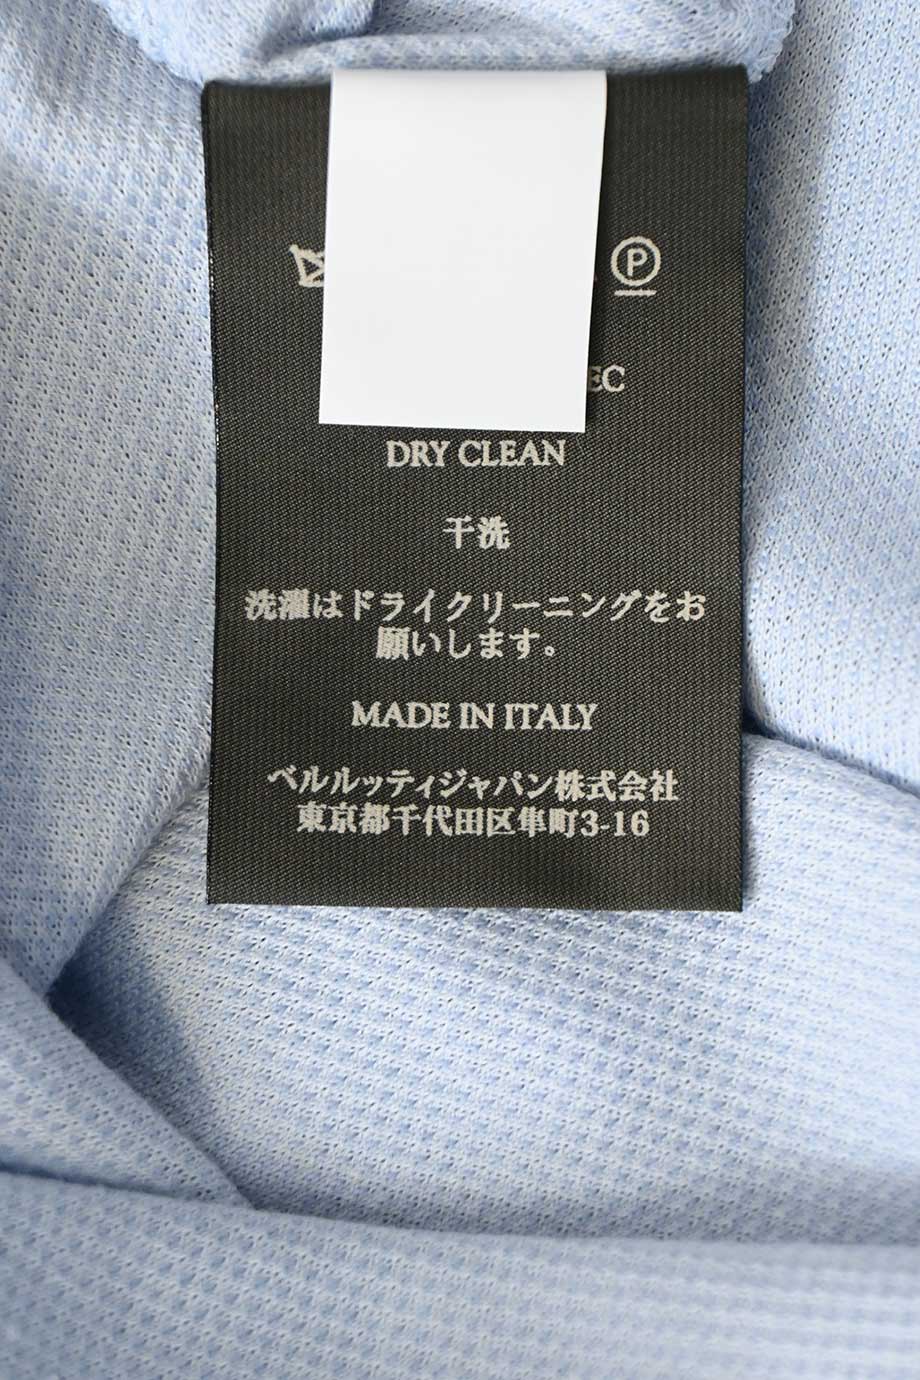 P
DRY CLEAN
干洗
洗濯はドライクリーニングをお
願いします。
MADE IN ITALY
ベルルッティジャパン株式会社
東京都千代田区隼町3-16